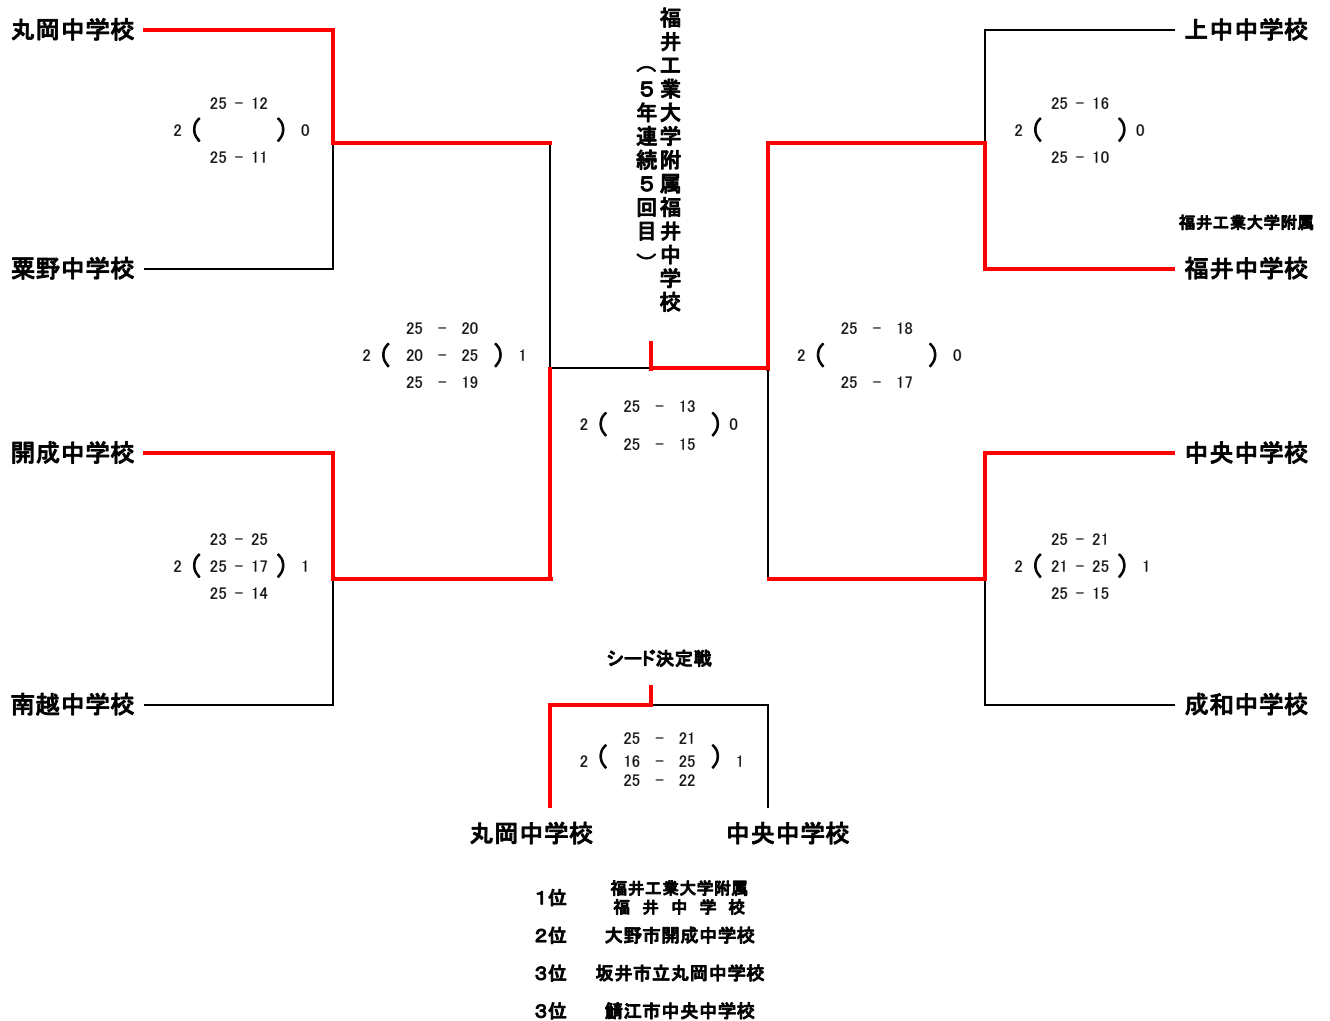 福井工業大学附属福井中学校
（５年連続５回目）
丸岡中学校
25 － 12
2 ( ) 0
25 － 11
粟野中学校
25 － 20
2 ( 20 － 25 ) 1
25 － 19
開成中学校
23 － 25
2 ( 25 － 17 ) 1
25 － 14
南越中学校
25 － 13
2 ( ) 0
25 － 15
上中中学校
25 － 16
2 ( ) 0
25 － 10
福井工業大学附属
福井中学校
25 － 18
2 ( ) 0
25 － 17
中央中学校
25 － 21
2 ( 21 － 25 ) 1
25 － 15
成和中学校
シード決定戦
25 － 21
2 ( 16 － 25 ) 1
25 － 22
丸岡中学校
中央中学校
１位 福井工業大学附属
福 井 中 学 校
２位 大野市開成中学校
３位 坂井市立丸岡中学校
３位 鯖江市中央中学校